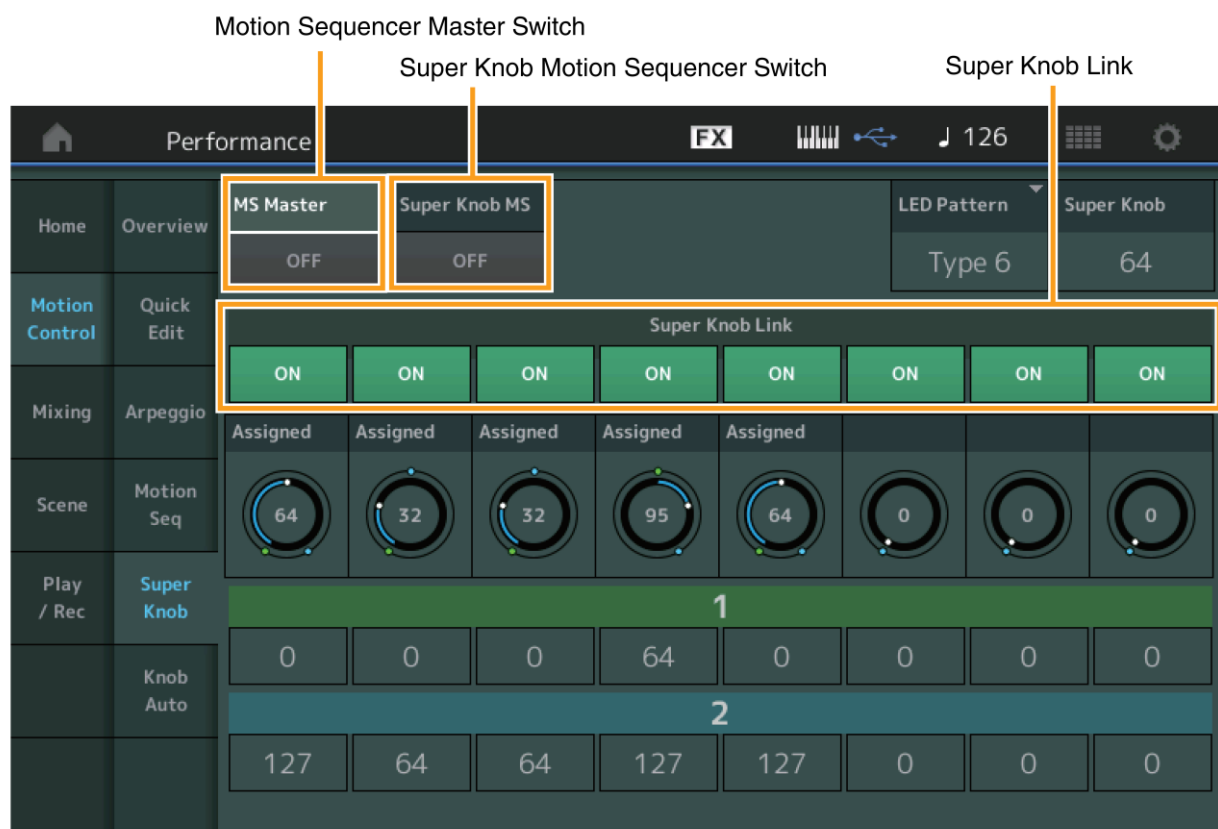 Motion Sequencer Master Switch
Super Knob Motion Sequencer Switch
Super Knob Link
Performance
FX
126
Home
Overview
MS Master
OFF
Super Knob MS
OFF
LED Pattern
Type 6
Super Knob
64
Motion
Control
Quick
Edit
Super Knob Link
ON ON ON ON ON ON ON ON
Mixing
Arpeggio
Assigned Assigned Assigned Assigned Assigned
Scene
Motion
Seq
64 32 32 95 64 0 0 0
Play
/ Rec
Super
Knob
1
0 0 0 64 0 0 0 0
Knob
Auto
2
127 64 64 127 127 0 0 0